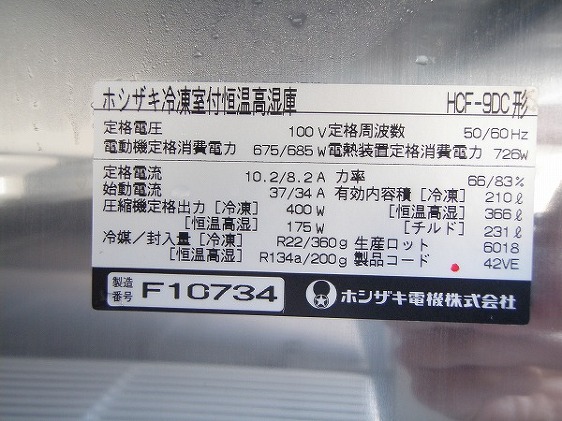 ホシザキ冷凍室付恒温高湿庫 HCF-9DC形
定格電圧 100V 定格周波数 50/60Hz
電動機定格消費電力 675/685W 電熱装置定格消費電力 726W
定格電流 10.2/8.2A 力率 66/83%
始動電流 37/34A 有効内容積[冷凍] 210ℓ
圧縮機定格出力[冷凍] 400W [恒温高湿] 366ℓ
[恒温高湿] 175W [チルド] 231ℓ
冷媒/封入量[冷凍] R22/360g 生産ロット 6018
[恒温高湿] R134a/200g 製品コード 42VE
製造番号 F10734 ホシザキ電機株式会社